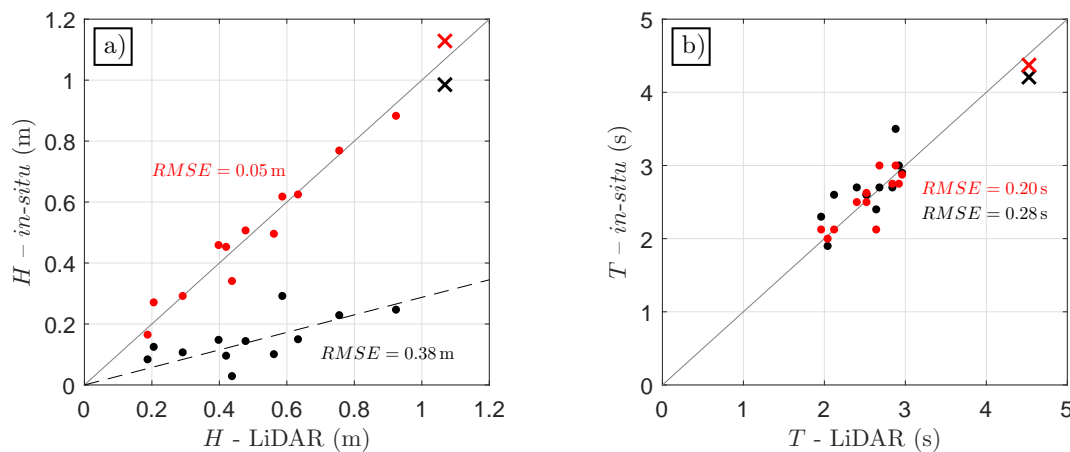 a)
1.2
1
0.8
0.6
0.4
0.2
0
H - in-situ (m)
RMSE = 0.05 m
RMSE = 0.38 m
0 0.2 0.4 0.6 0.8 1 1.2
H - LiDAR (m)
b)
5
4
3
2
1
0
T - in-situ (s)
RMSE = 0.20 s
RMSE = 0.28 s
0 1 2 3 4 5
T - LiDAR (s)